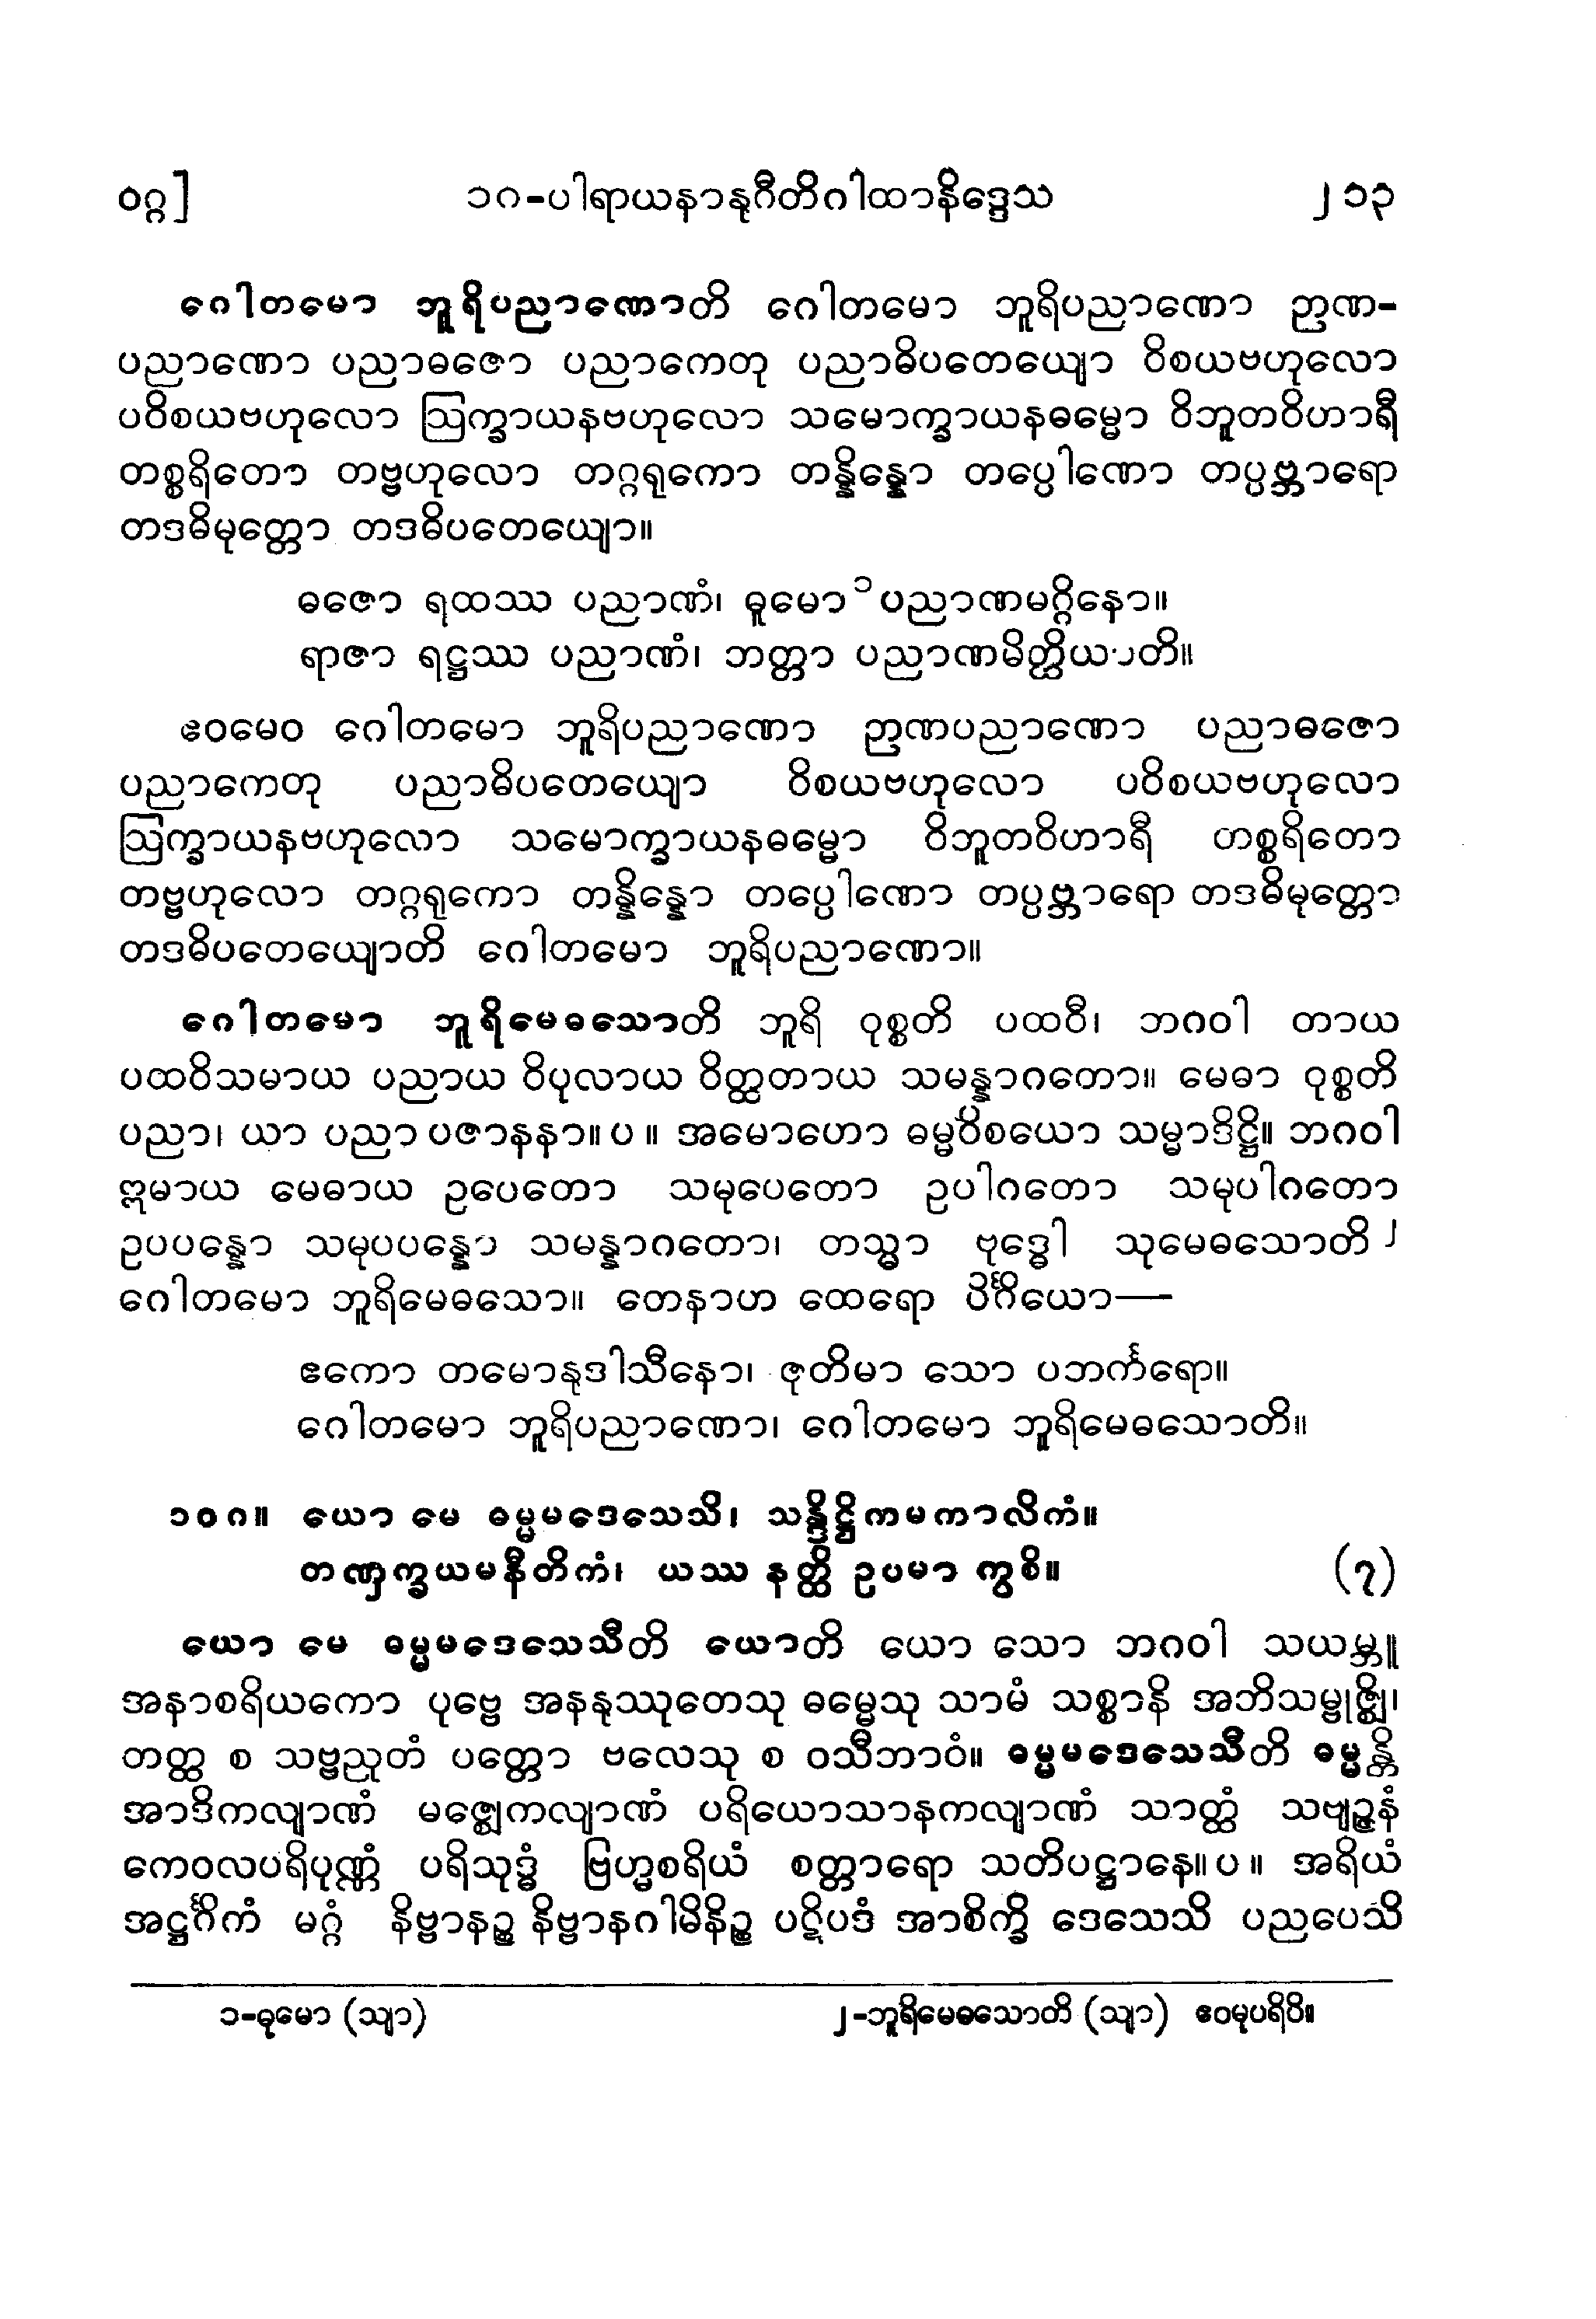 ဝဂ္ဂ]
၁၈-ပါရာယနာနုဂီတိဂါထာနိဒ္ဒေသ
၂၁၃
ဂေါတမော ဘူရိပညာဏောတိ ဂေါတမော ဘူရိပညာဏော ဉာဏ-
ပညာဏော ပညာဓဇော ပညာကေတု ပညာဓိပတေယျော ဝိစယဗဟုလော
ပဝိစယဗဟုလော ဩက္ခာယနဗဟုလော သမောက္ခာယနဓမ္မော ဝိဘူတဝိဟာရီ
တစ္စရိတော တဗ္ဗဟုလော တဂ္ဂရုကော တန္နိန္နော တပ္ပေါဏော တပ္ပဗ္ဘာရော
တဒဓိမုတ္တော တဒဓိပတေယျော။
ဓဇော ရထဿ ပညာဏံ၊ ဓူမော ၁ ပညာဏမဂ္ဂိနော။
ရာဇာ ရဋ္ဌဿ ပညာဏံ၊ ဘတ္တာ ပညာဏမိတ္ထိယာတိ။
ဧဝမေဝ ဂေါတမော ဘူရိပညာဏော ဉာဏပညာဏော ပညာဓဇော
ပညာကေတု ပညာဓိပတေယျော ဝိစယဗဟုလော ပဝိစယဗဟုလော
ဩက္ခာယနဗဟုလော သမောက္ခာယနဓမ္မော ဝိဘူတဝိဟာရီ တစ္စရိတော
တဗ္ဗဟုလော တဂ္ဂရုကော တန္နိန္နော တပ္ပေါဏော တပ္ပဗ္ဘာရော တဒဓိမုတ္တော
တဒဓိပတေယျောတိ ဂေါတမော ဘူရိပညာဏော။
ဂေါတမော ဘူရိမေဓသောတိ ဘူရိ ဝုစ္စတိ ပထဝီ၊ ဘဂဝါ တာယ
ပထဝိသမာယ ပညာယ ဝိပုလာယ ဝိတ္ထတာယ သမန္နာဂတော။ မေဓာ ဝုစ္စတိ
ပညာ၊ ယာ ပညာ ပဇာနနာ။ပ။ အမောဟော ဓမ္မဝိစယော သမ္မာဒိဋ္ဌိ။ ဘဂဝါ
ဣမာယ မေဓာယ ဥပေတော သမုပေတော ဥပါဂတော သမုပါဂတော
ဥပပန္နော သမုပပန္နော သမန္နာဂတော၊ တသ္မာ ဗုဒ္ဓေါ သုမေဓသောတိ ၂
ဂေါတမော ဘူရိမေဓသော။ တေနာဟ ထေရော ပိင်္ဂိယော—
ဧကော တမောနုဒါသီနော၊ ဇုတိမာ သော ပဘင်္ကရော။
ဂေါတမော ဘူရိပညာဏော၊ ဂေါတမော ဘူရိမေဓသောတိ။
၁၀၈။ ယော မေ ဓမ္မမဒေသေသိ၊ သန္ဒိဋ္ဌိကမကာလိကံ။
တဏှက္ခယမနီတိကံ၊ ယဿ နတ္ထိ ဥပမာ ကွစိ။ (၇)
ယော မေ ဓမ္မမဒေသေသီတိ ယောတိ ယော သော ဘဂဝါ သယမ္ဘူ
အနာစရိယကော ပုဗ္ဗေ အနနုဿုတေသု ဓမ္မေသု သာမံ သစ္စာနိ အဘိသမ္ဗုဇ္ဈိ၊
တတ္ထ စ သဗ္ဗညုတံ ပတ္တော ဗလေသု စ ဝသီဘာဝံ။ ဓမ္မမဒေသေသီတိ ဓမ္မန္တိ
အာဒိကလျာဏံ မဇ္ဈေကလျာဏံ ပရိယောသာနကလျာဏံ သာတ္ထံ သဗျဉ္ဇနံ
ကေဝလပရိပုဏ္ဏံ ပရိသုဒ္ဓံ ဗြဟ္မစရိယံ စတ္တာရော သတိပဋ္ဌာနေ။ပ။ အရိယံ
အဋ္ဌင်္ဂိကံ မဂ္ဂံ နိဗ္ဗာနဉ္စ နိဗ္ဗာနဂါမိနိဉ္စ ပဋိပဒံ အာစိက္ခိ ဒေသေသိ ပညပေသိ
၁-ဓုမော (သျာ)
၂-ဘူရိမေဓသောတိ (သျာ) ဧဝမုပရိပိ။